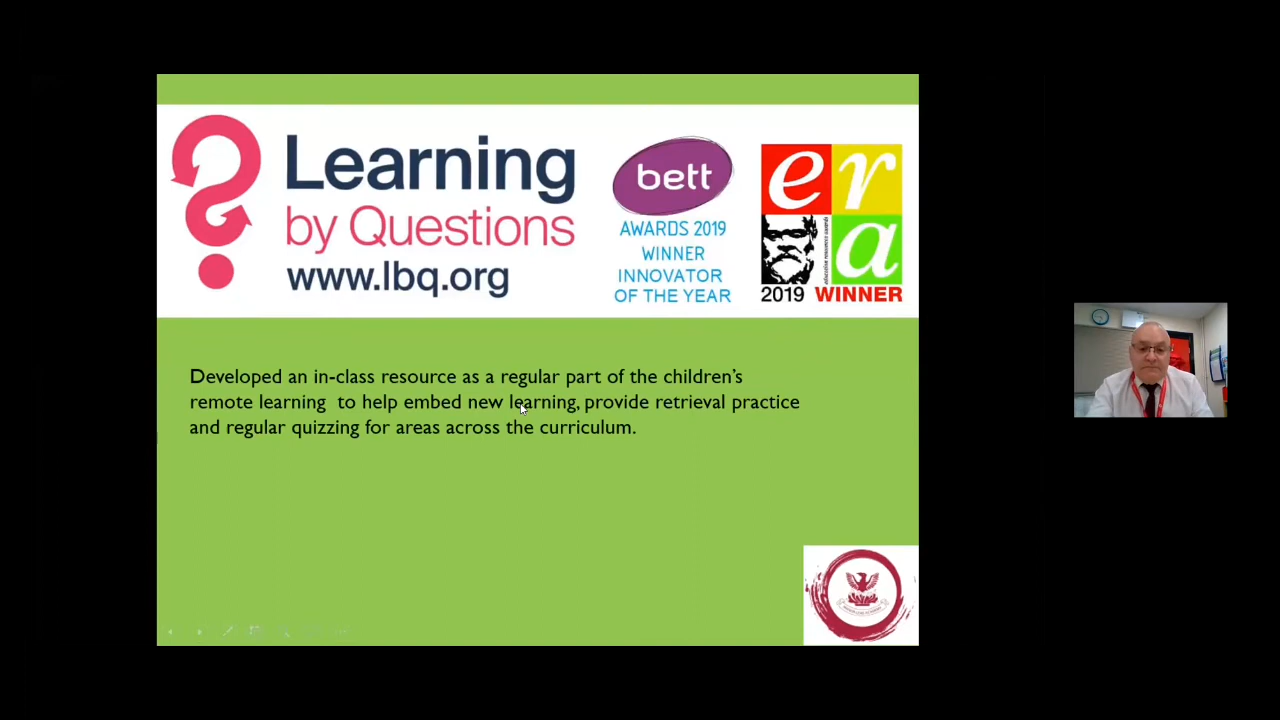 Learning
by Questions
www.lbq.org
bett
AWARDS 2019
WINNER
INNOVATOR
OF THE YEAR
era
2019 WINNER
Developed an in-class resource as a regular part of the children's
remote learning to help embed new learning, provide retrieval practice
and regular quizzing for areas across the curriculum.